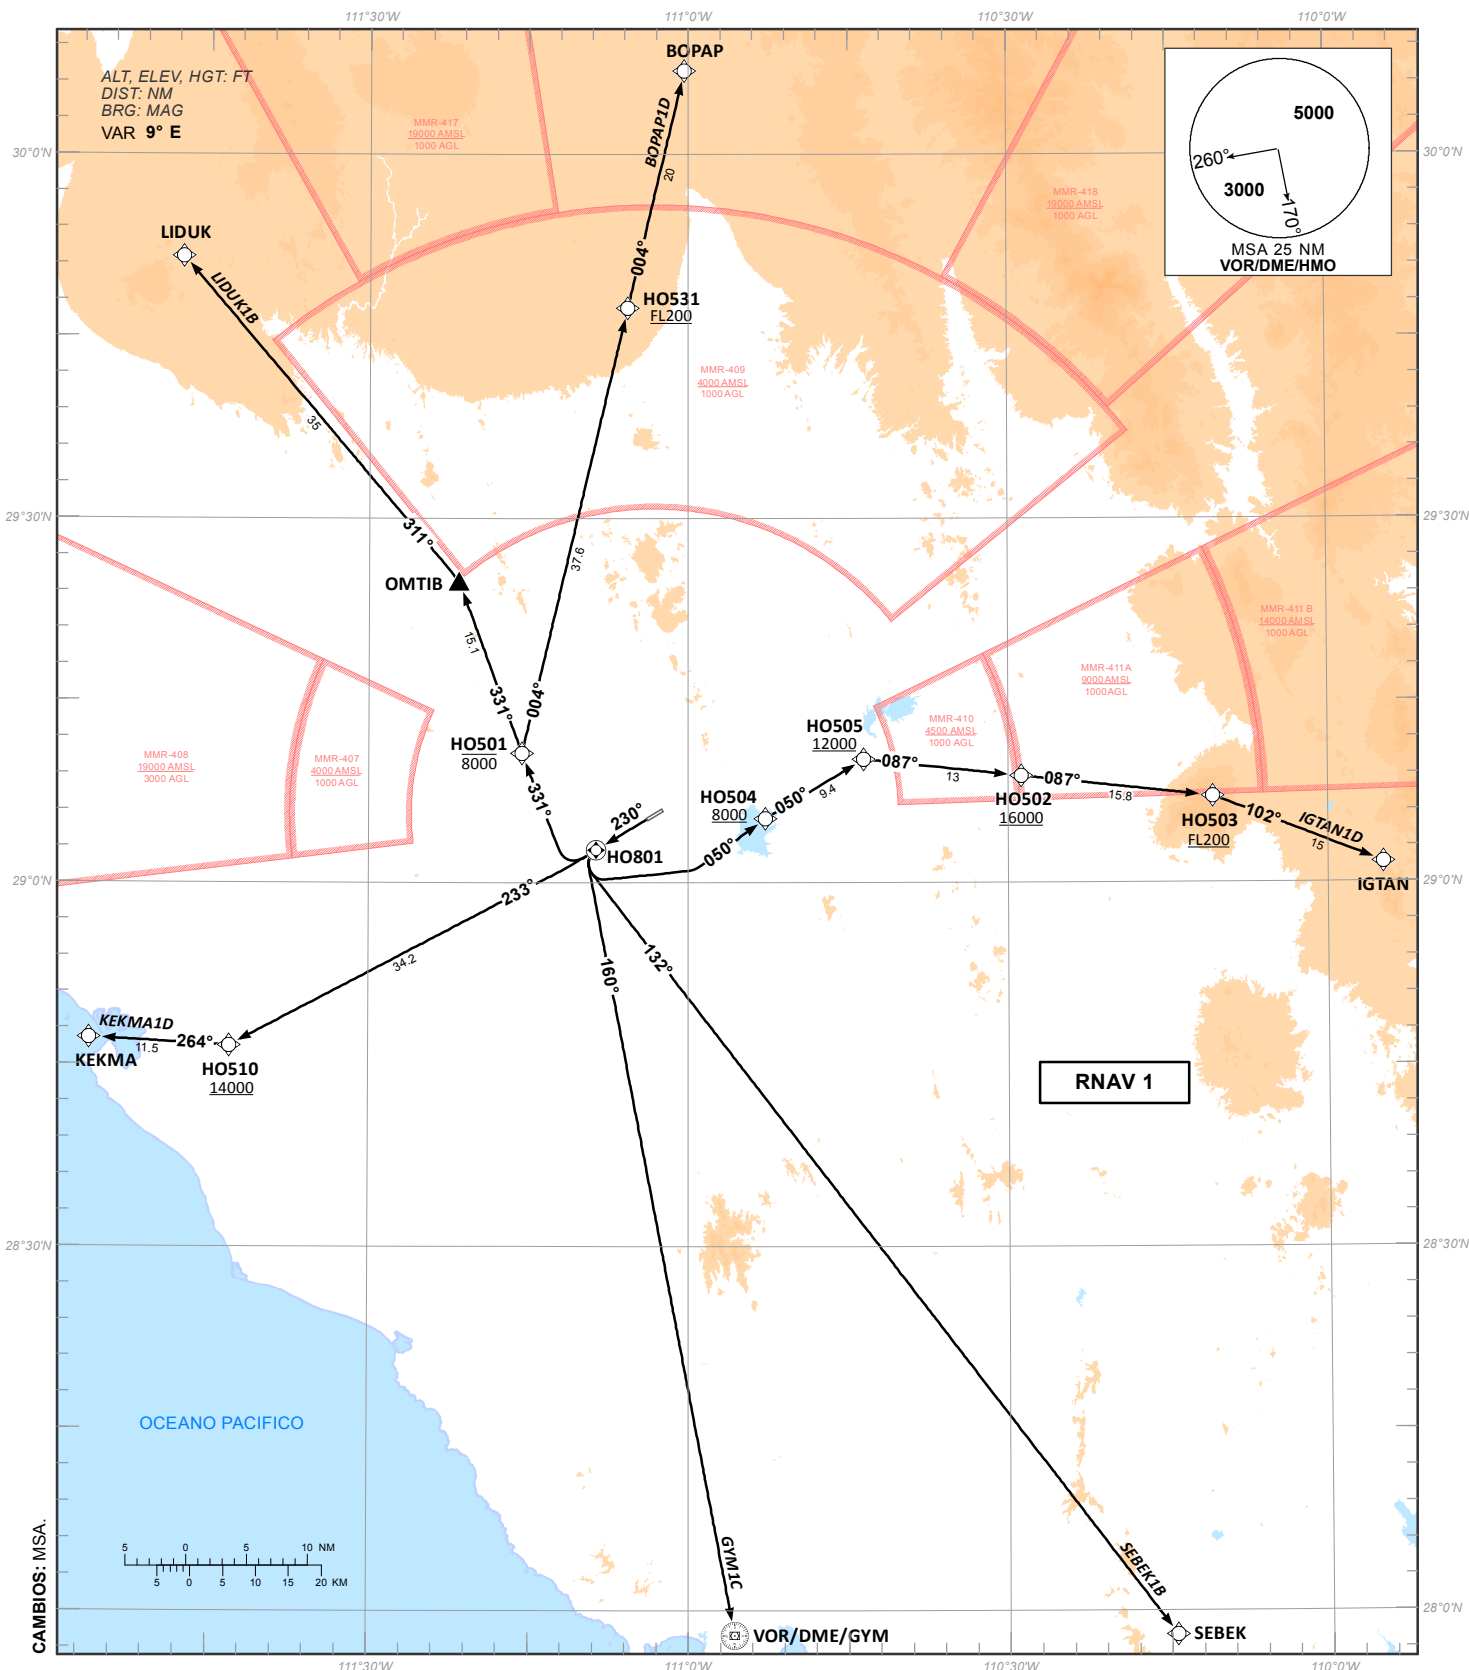 111°30'W
111°0'W
110°30'W
110°0'W
BOPAP
ALT, ELEV, HGT: FT
DIST: NM
BRG: MAG
VAR 9° E
5000
260°
3000
170°
MSA 25 NM
VOR/DME/HMO
MMR-417
19000 AMSL
1000 AGL
BOPAP1D
20
30°0'N
30°0'N
MMR-418
19000 AMSL
1000 AGL
LIDUK
LIDUK1B
004°
HO531
FL200
MMR-409
4000 AMSL
1000 AGL
35
29°30'N
29°30'N
311°
37.6
OMTIB
15.1
MMR-411 B
14000 AMSL
1000 AGL
331°
004°
MMR-411A
9000 AMSL
1000AGL
HO505
12000
MMR-410
4500 AMSL
1000 AGL
HO501
8000
MMR-408
19000 AMSL
3000 AGL
MMR-407
4000 AMSL
1000 AGL
087°
13
087°
15.8
HO502
16000
331°
HO504
8000
050°
9.4
230°
HO503
FL200
102°
IGTAN1D
15
HO801
050°
IGTAN
29°0'N
29°0'N
233°
34.2
160°
132°
KEKMA1D
264°
11.5
KEKMA
HO510
14000
RNAV 1
28°30'N
28°30'N
OCEANO PACIFICO
5 0 5 10 NM
5 0 5 10 15 20 KM
CAMBIOS: MSA.
GYM1C
SEBEK1B
28°0'N
VOR/DME/GYM
SEBEK
111°30'W
111°0'W
110°30'W
110°0'W